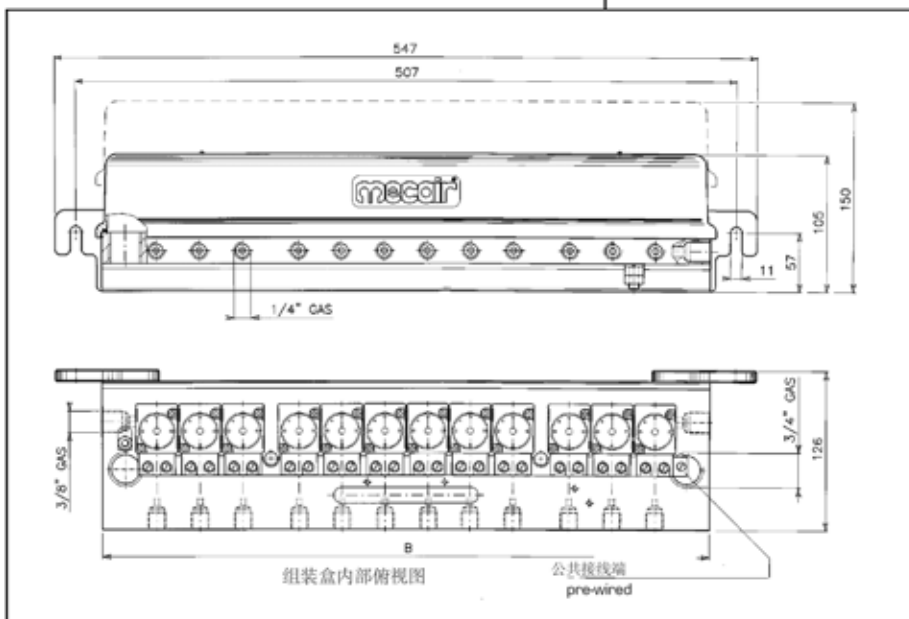 547
507
mecair
150
105
57
11
1/4" GAS
3/8" GAS
3/4" GAS
126
B
组装盒内部俯视图
公共接线端
pre-wired